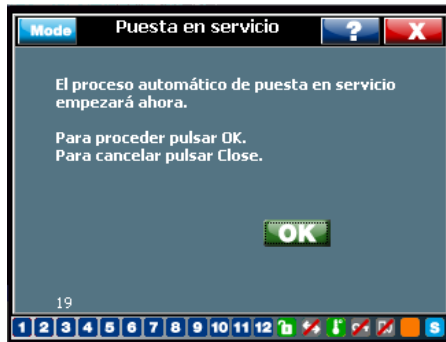 Mode
Puesta en servicio
?
X
El proceso automático de puesta en servicio
empezará ahora.
Para proceder pulsar OK.
Para cancelar pulsar Close.
OK
19
1 2 3 4 5 6 7 8 9 10 11 12 S